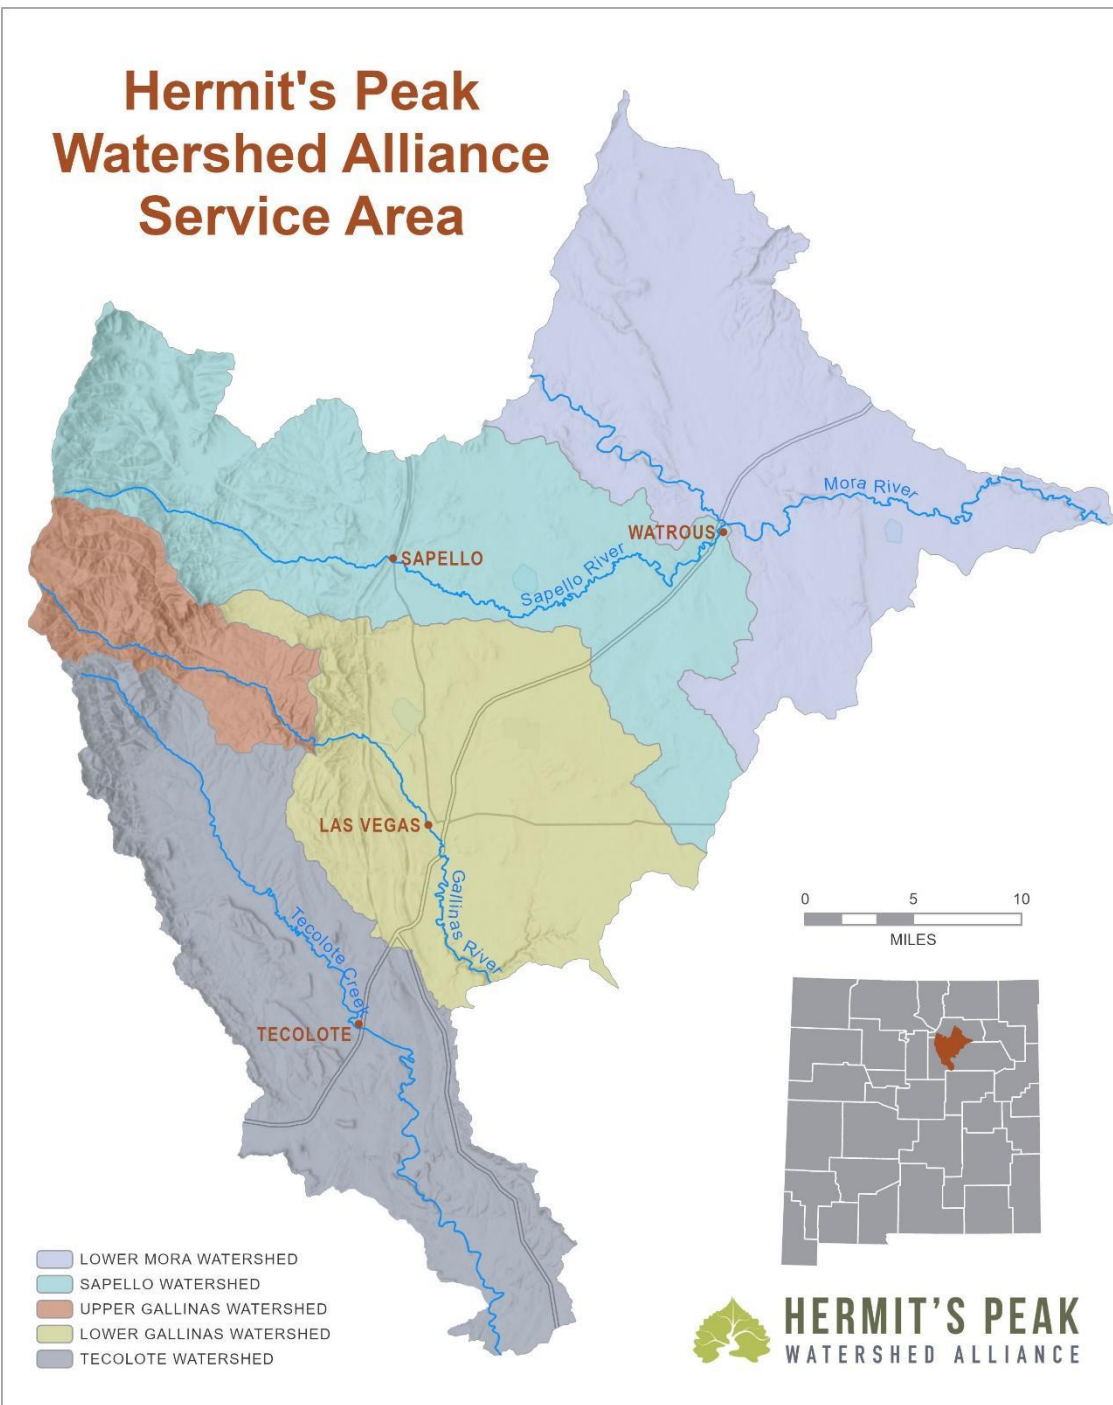 Hermit's Peak
Watershed Alliance
Service Area
Mora River
WATROUS
SAPELLO
Sapello River
LAS VEGAS
Gallinas River
Tecolote Creek
TECOLOTE
0 5 10
MILES
LOWER MORA WATERSHED
SAPELLO WATERSHED
UPPER GALLINAS WATERSHED
LOWER GALLINAS WATERSHED
TECOLOTE WATERSHED
HERMIT'S PEAK
WATERSHED ALLIANCE